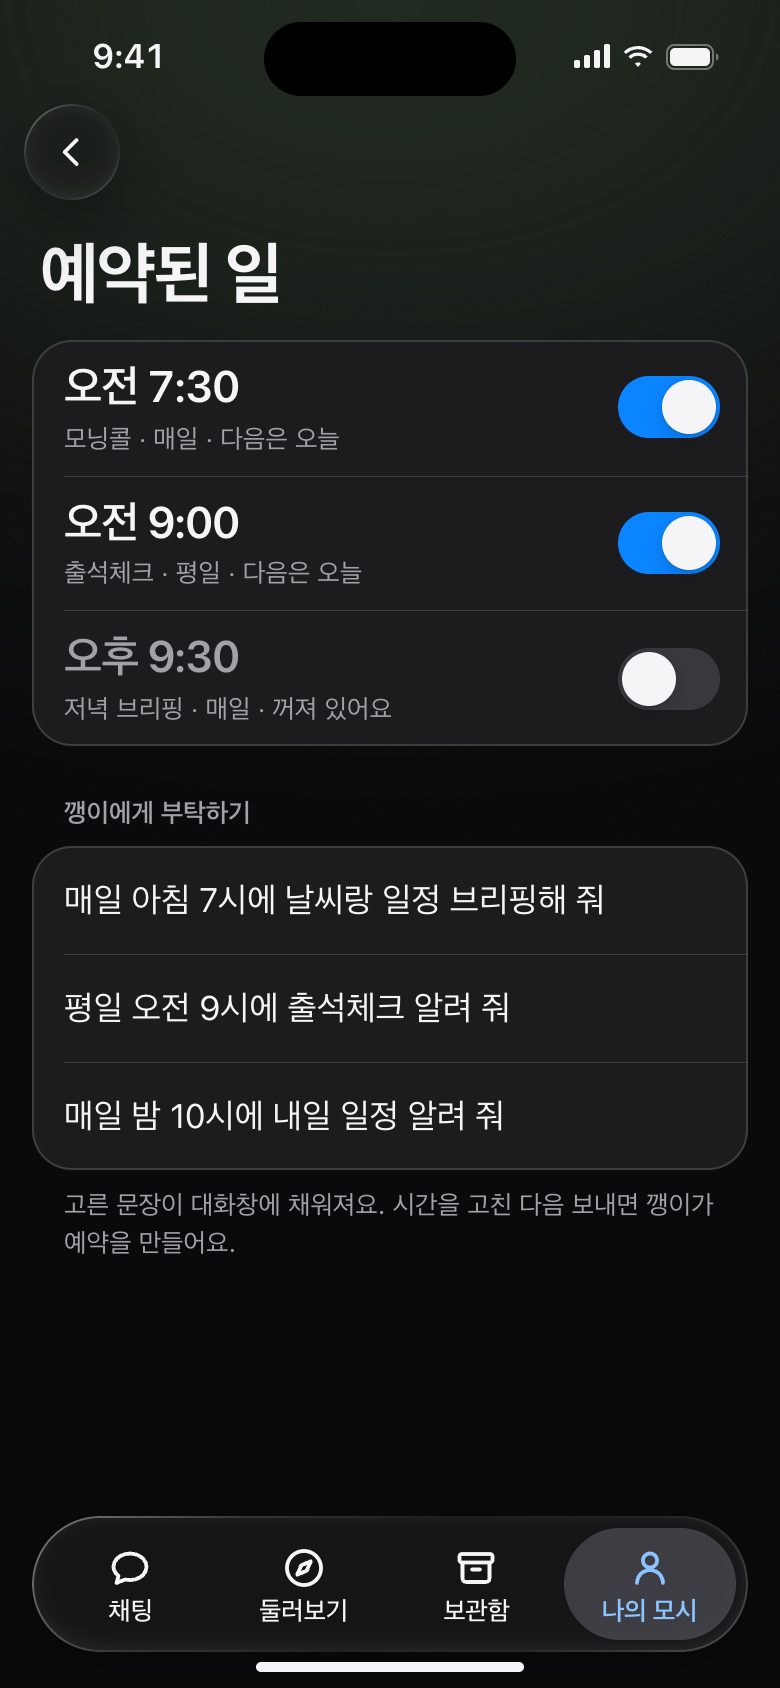 9:41
예약된 일
오전 7:30
모닝콜 · 매일 · 다음은 오늘
오전 9:00
출석체크 · 평일 · 다음은 오늘
오후 9:30
저녁 브리핑 · 매일 · 꺼져 있어요
깽이에게 부탁하기
매일 아침 7시에 날씨랑 일정 브리핑해 줘
평일 오전 9시에 출석체크 알려 줘
매일 밤 10시에 내일 일정 알려 줘
고른 문장이 대화창에 채워져요. 시간을 고친 다음 보내면 깽이가
예약을 만들어요.
채팅
둘러보기
보관함
나의 모시